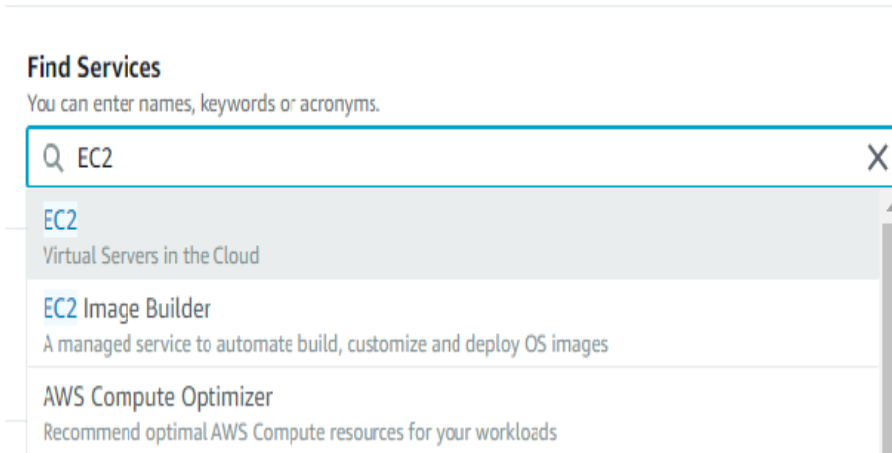 Find Services
You can enter names, keywords or acronyms.
EC2
EC2
Virtual Servers in the Cloud
EC2 Image Builder
A managed service to automate build, customize and deploy OS images
AWS Compute Optimizer
Recommend optimal AWS Compute resources for your workloads